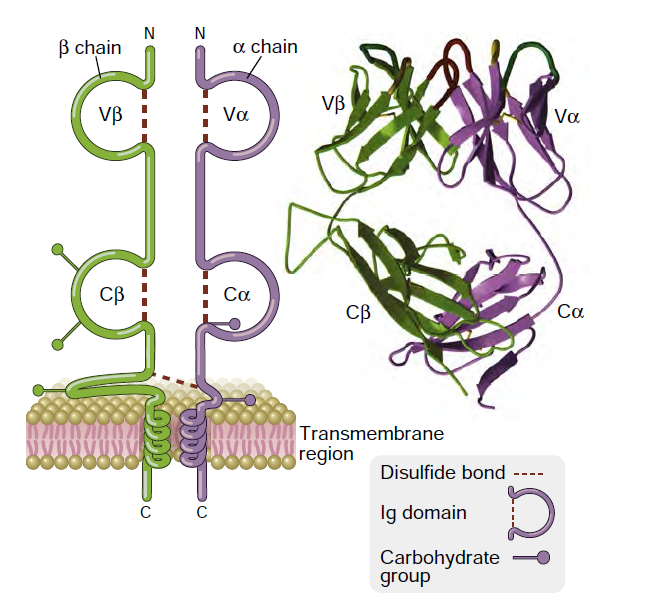 N
N
β chain
α chain
Vβ
Vα
Vβ
Vα
Cβ
Cα
Cβ
Cα
Transmembrane
region
C
C
Disulfide bond
Ig domain
Carbohydrate
group